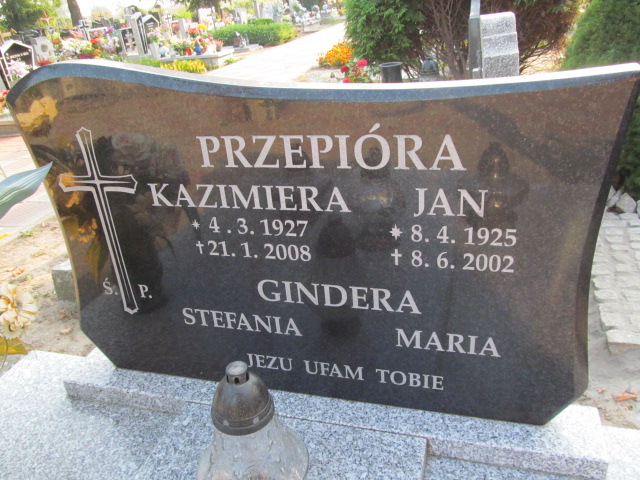 PRZEPIÓRA
KAZIMIERA JAN
* 4.3.1927 * 8.4.1925
† 21.1.2008 † 8.6.2002
Ś. P.
GINDERA
STEFANIA MARIA
JEZU UFAM TOBIE